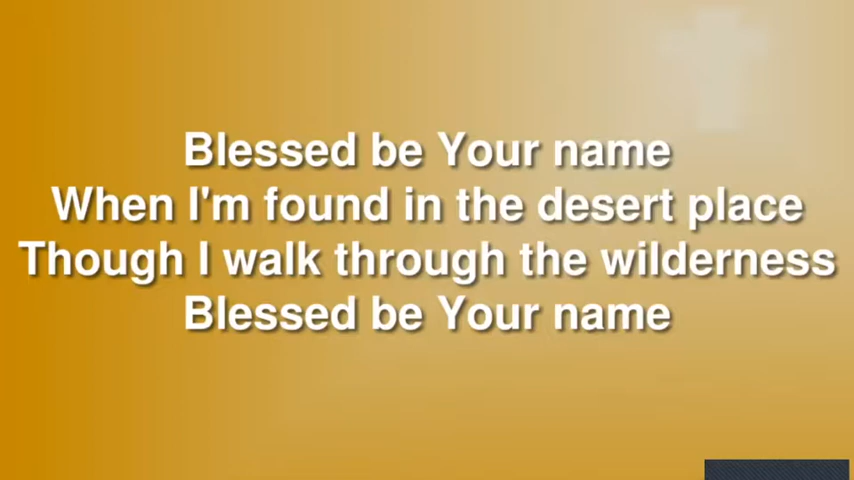 Blessed be Your name
When I'm found in the desert place
Though I walk through the wilderness
Blessed be Your name